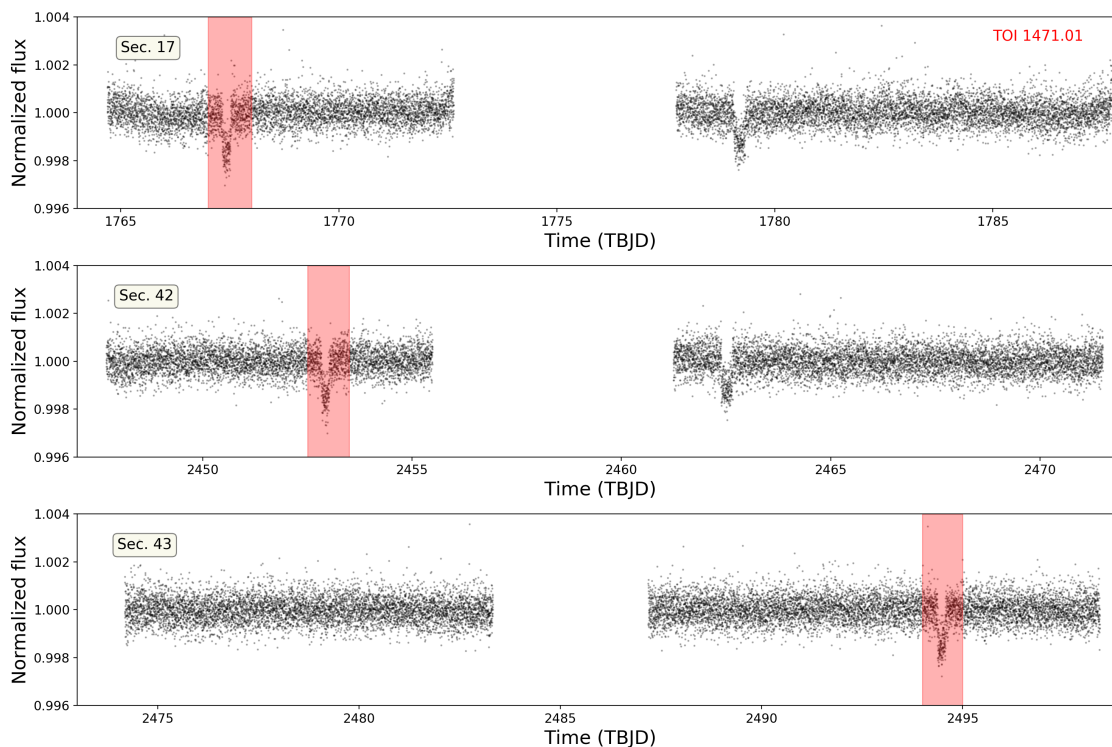 Normalized flux
1.004
1.002
1.000
0.998
0.996
Sec. 17
TOI 1471.01
1765 1770 1775 1780 1785
Time (TBJD)
Normalized flux
1.004
1.002
1.000
0.998
0.996
Sec. 42
2450 2455 2460 2465 2470
Time (TBJD)
Normalized flux
1.004
1.002
1.000
0.998
0.996
Sec. 43
2475 2480 2485 2490 2495
Time (TBJD)